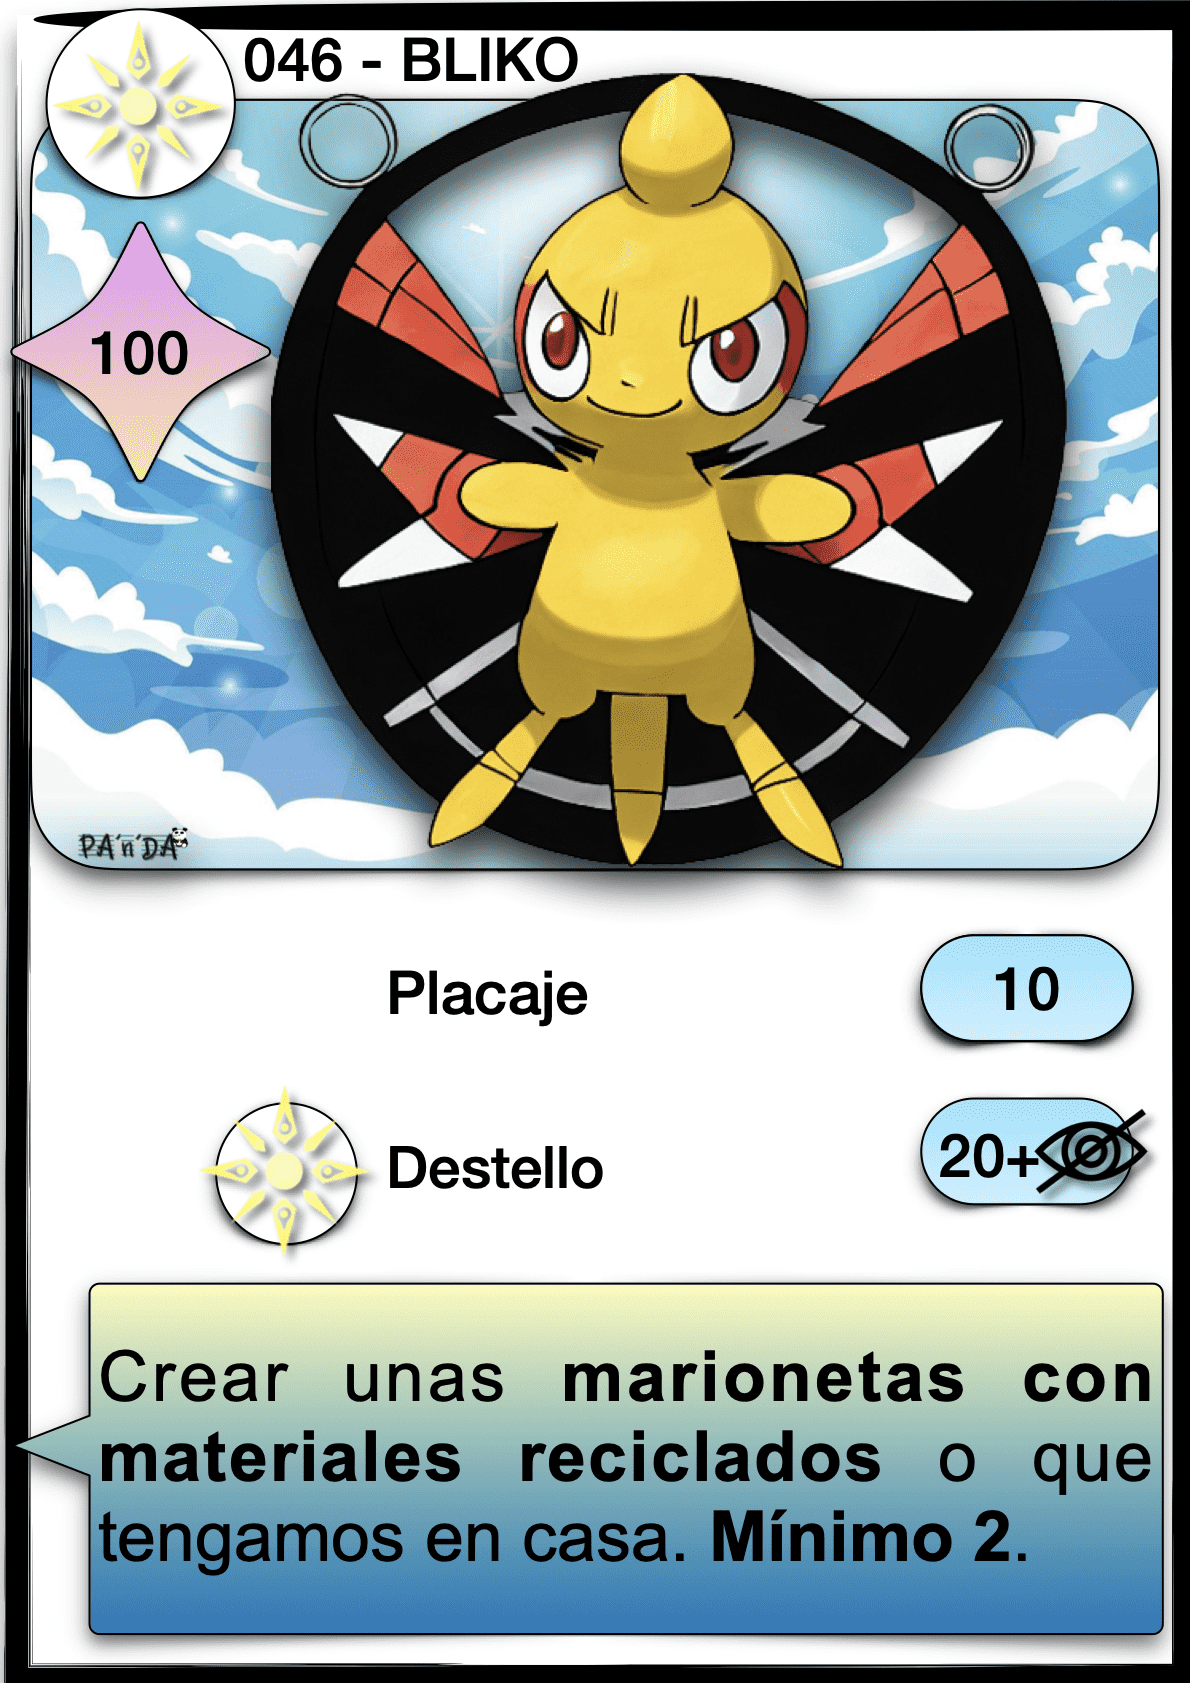 046 - BLIKO
100
PA'n'DA
Placaje
10
Destello
20+
Crear unas marionetas con
materiales reciclados o que
tengamos en casa. Mínimo 2.